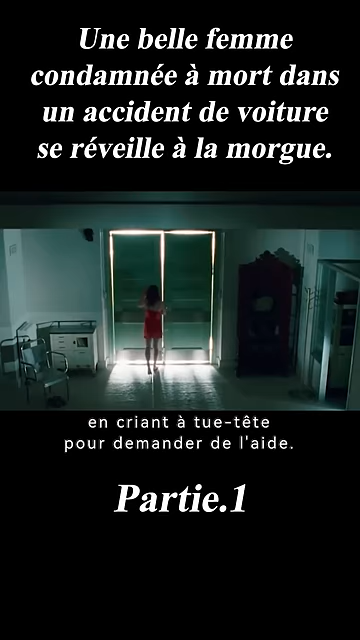 Une belle femme
condamnée à mort dans
un accident de voiture
se réveille à la morgue.
en criant à tue-tête
pour demander de l'aide.
Partie.1